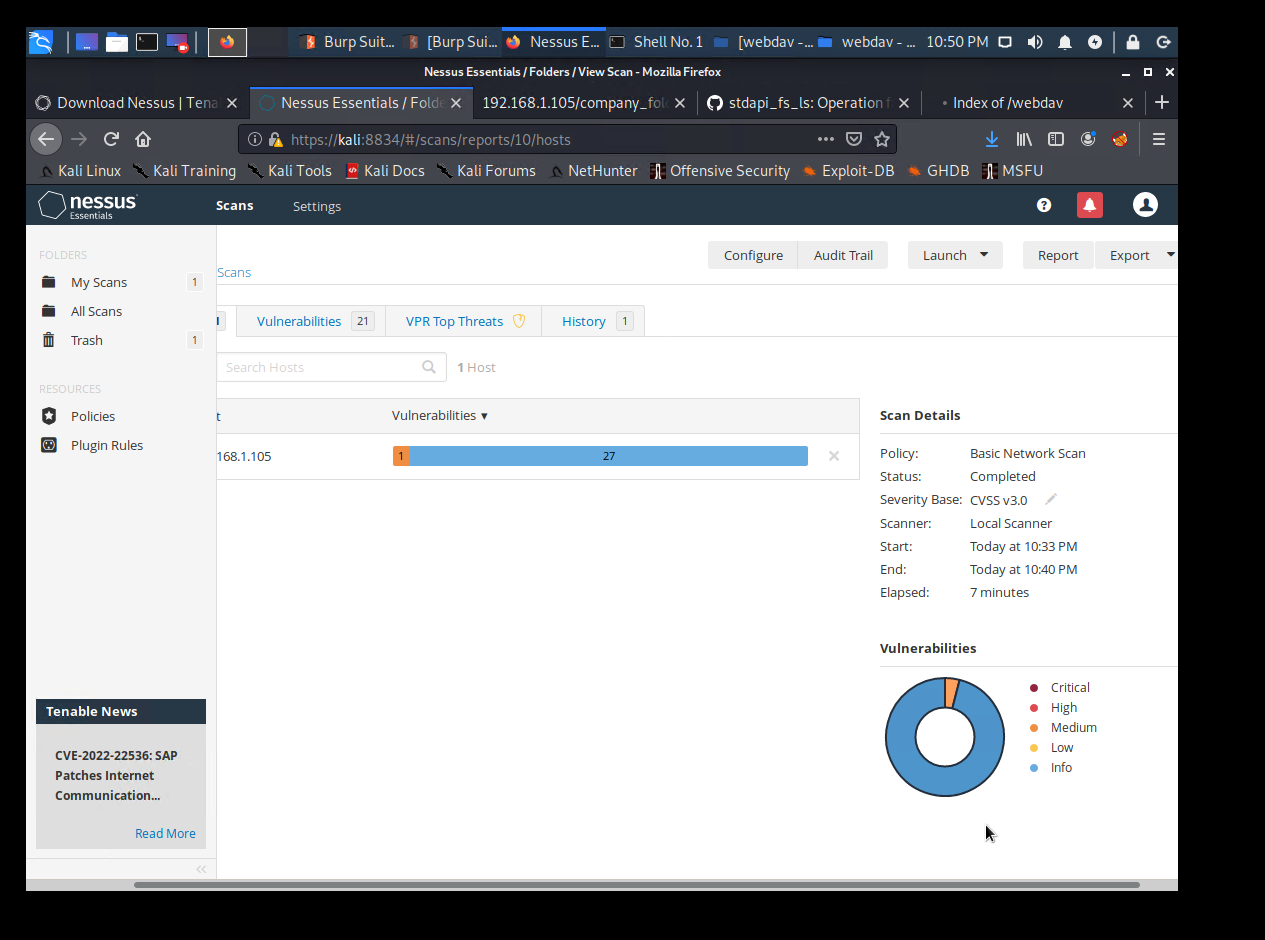 Burp Suit... [Burp Sui... Nessus E... Shell No. 1 [webdav -... webdav - ... 10:50 PM
Nessus Essentials / Folders / View Scan - Mozilla Firefox
Download Nessus | Tena Nessus Essentials / Folde 192.168.1.105/company_fol stdapi_fs_ls: Operation f Index of /webdav
https://kali:8834/#/scans/reports/10/hosts
Kali Linux Kali Training Kali Tools Kali Docs Kali Forums NetHunter Offensive Security Exploit-DB GHDB MSFU
nessus Essentials Scans Settings
FOLDERS
My Scans 1
All Scans
Trash 1
RESOURCES
Policies
Plugin Rules
Tenable News
CVE-2022-22536: SAP
Patches Internet
Communication...
Read More
Scans
Configure Audit Trail Launch Report Export
Vulnerabilities 21 VPR Top Threats History 1
Search Hosts 1 Host
t Vulnerabilities
168.1.105 1 27
Scan Details
Policy: Basic Network Scan
Status: Completed
Severity Base: CVSS v3.0
Scanner: Local Scanner
Start: Today at 10:33 PM
End: Today at 10:40 PM
Elapsed: 7 minutes
Vulnerabilities
Critical
High
Medium
Low
Info